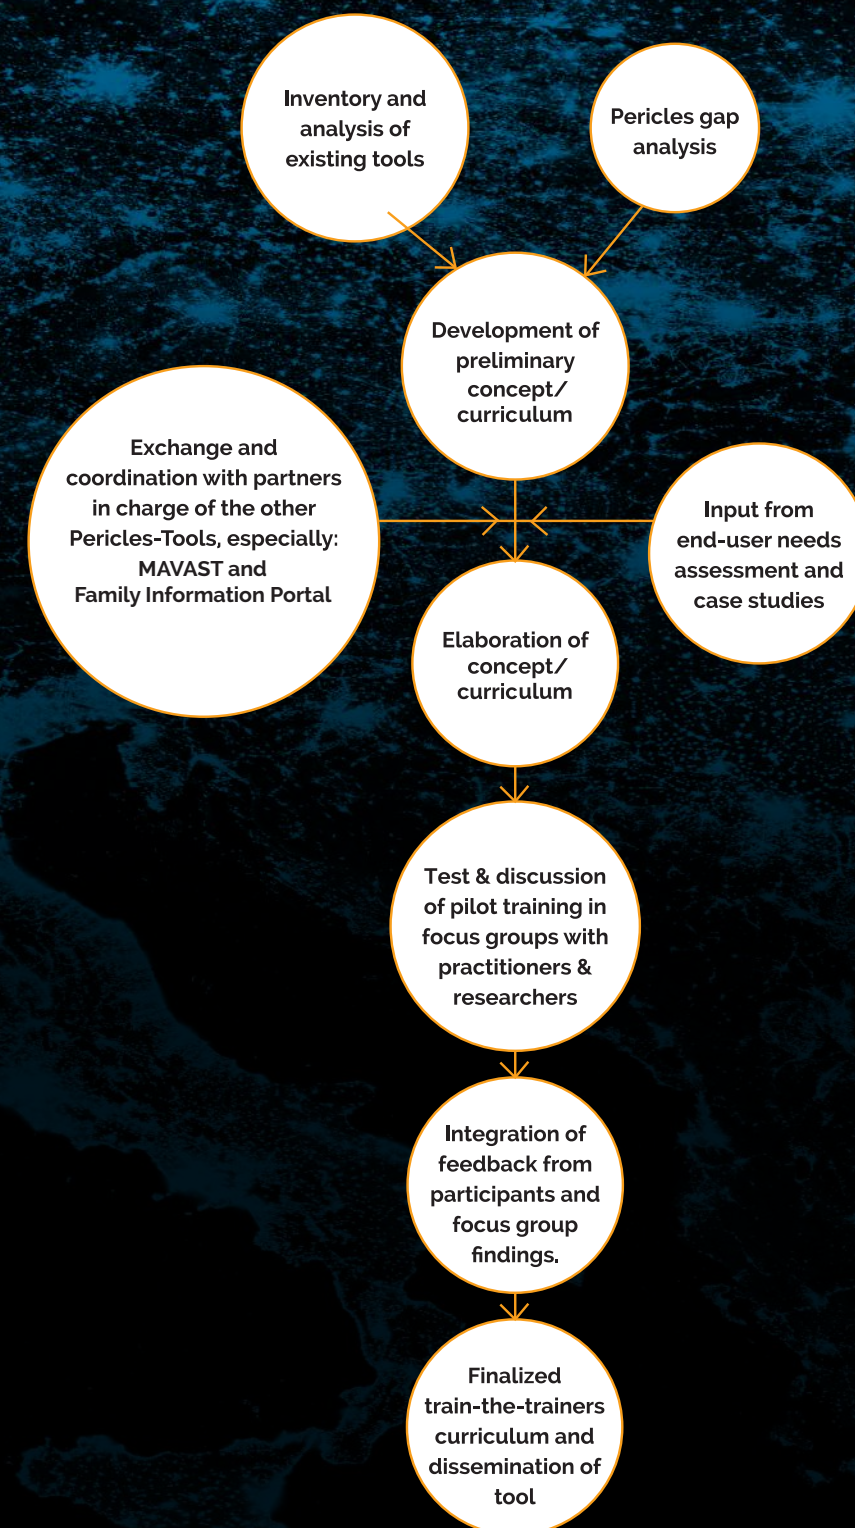 Inventory and
analysis of
existing tools
Pericles gap
analysis
Development of
preliminary
concept/
curriculum
Exchange and
coordination with partners
in charge of the other
Pericles-Tools, especially:
MAVAST and
Family Information Portal
Input from
end-user needs
assessment and
case studies
Elaboration of
concept/
curriculum
Test & discussion
of pilot training in
focus groups with
practitioners &
researchers
Integration of
feedback from
participants and
focus group
findings.
Finalized
train-the-trainers
curriculum and
dissemination of
tool